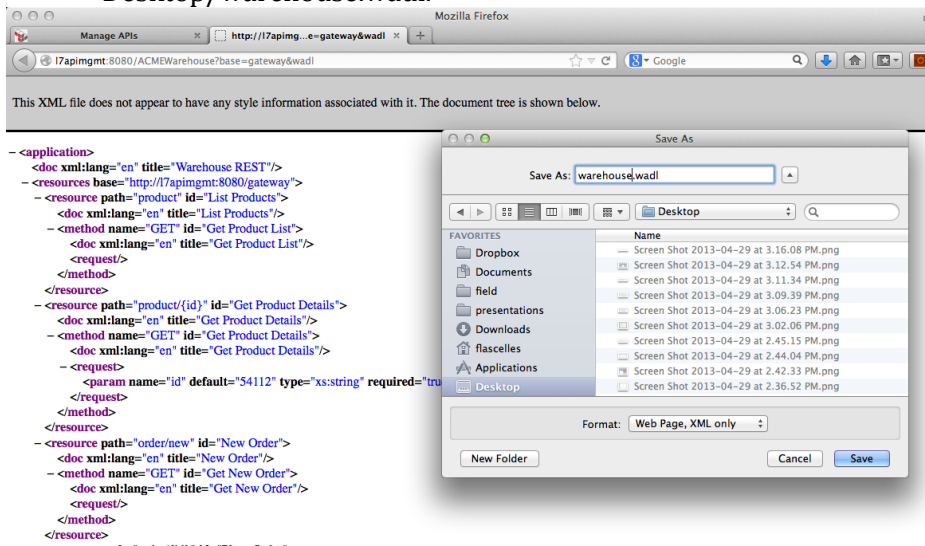 Desktop/warehouse.wadl.
Mozilla Firefox
Manage APIs
http://l7apimg...e=gateway&wadl
l7apimgmt:8080/ACMEWarehouse?base=gateway&wadl
Google
This XML file does not appear to have any style information associated with it. The document tree is shown below.
– <application>
<doc xml:lang="en" title="Warehouse REST"/>
– <resources base="http://l7apimgmt:8080/gateway">
– <resource path="product" id="List Products">
<doc xml:lang="en" title="List Products"/>
– <method name="GET" id="Get Product List">
<doc xml:lang="en" title="Get Product List"/>
<request/>
</method>
</resource>
– <resource path="product/{id}" id="Get Product Details">
<doc xml:lang="en" title="Get Product Details"/>
– <method name="GET" id="Get Product Details">
<doc xml:lang="en" title="Get Product Details"/>
– <request>
<param name="id" default="54112" type="xs:string" required="tru
</request>
</method>
</resource>
– <resource path="order/new" id="New Order">
<doc xml:lang="en" title="New Order"/>
– <method name="GET" id="Get New Order">
<doc xml:lang="en" title="Get New Order"/>
<request/>
</method>
</resource>
Save As
Save As: warehouse.wadl
Desktop
FAVORITES
Dropbox
Documents
field
presentations
Downloads
flascelles
Applications
Desktop
Name
Screen Shot 2013-04-29 at 3.16.08 PM.png
Screen Shot 2013-04-29 at 3.12.54 PM.png
Screen Shot 2013-04-29 at 3.11.34 PM.png
Screen Shot 2013-04-29 at 3.09.39 PM.png
Screen Shot 2013-04-29 at 3.06.23 PM.png
Screen Shot 2013-04-29 at 3.02.06 PM.png
Screen Shot 2013-04-29 at 2.45.15 PM.png
Screen Shot 2013-04-29 at 2.44.04 PM.png
Screen Shot 2013-04-29 at 2.42.33 PM.png
Screen Shot 2013-04-29 at 2.36.52 PM.png
Format: Web Page, XML only
New Folder
Cancel
Save